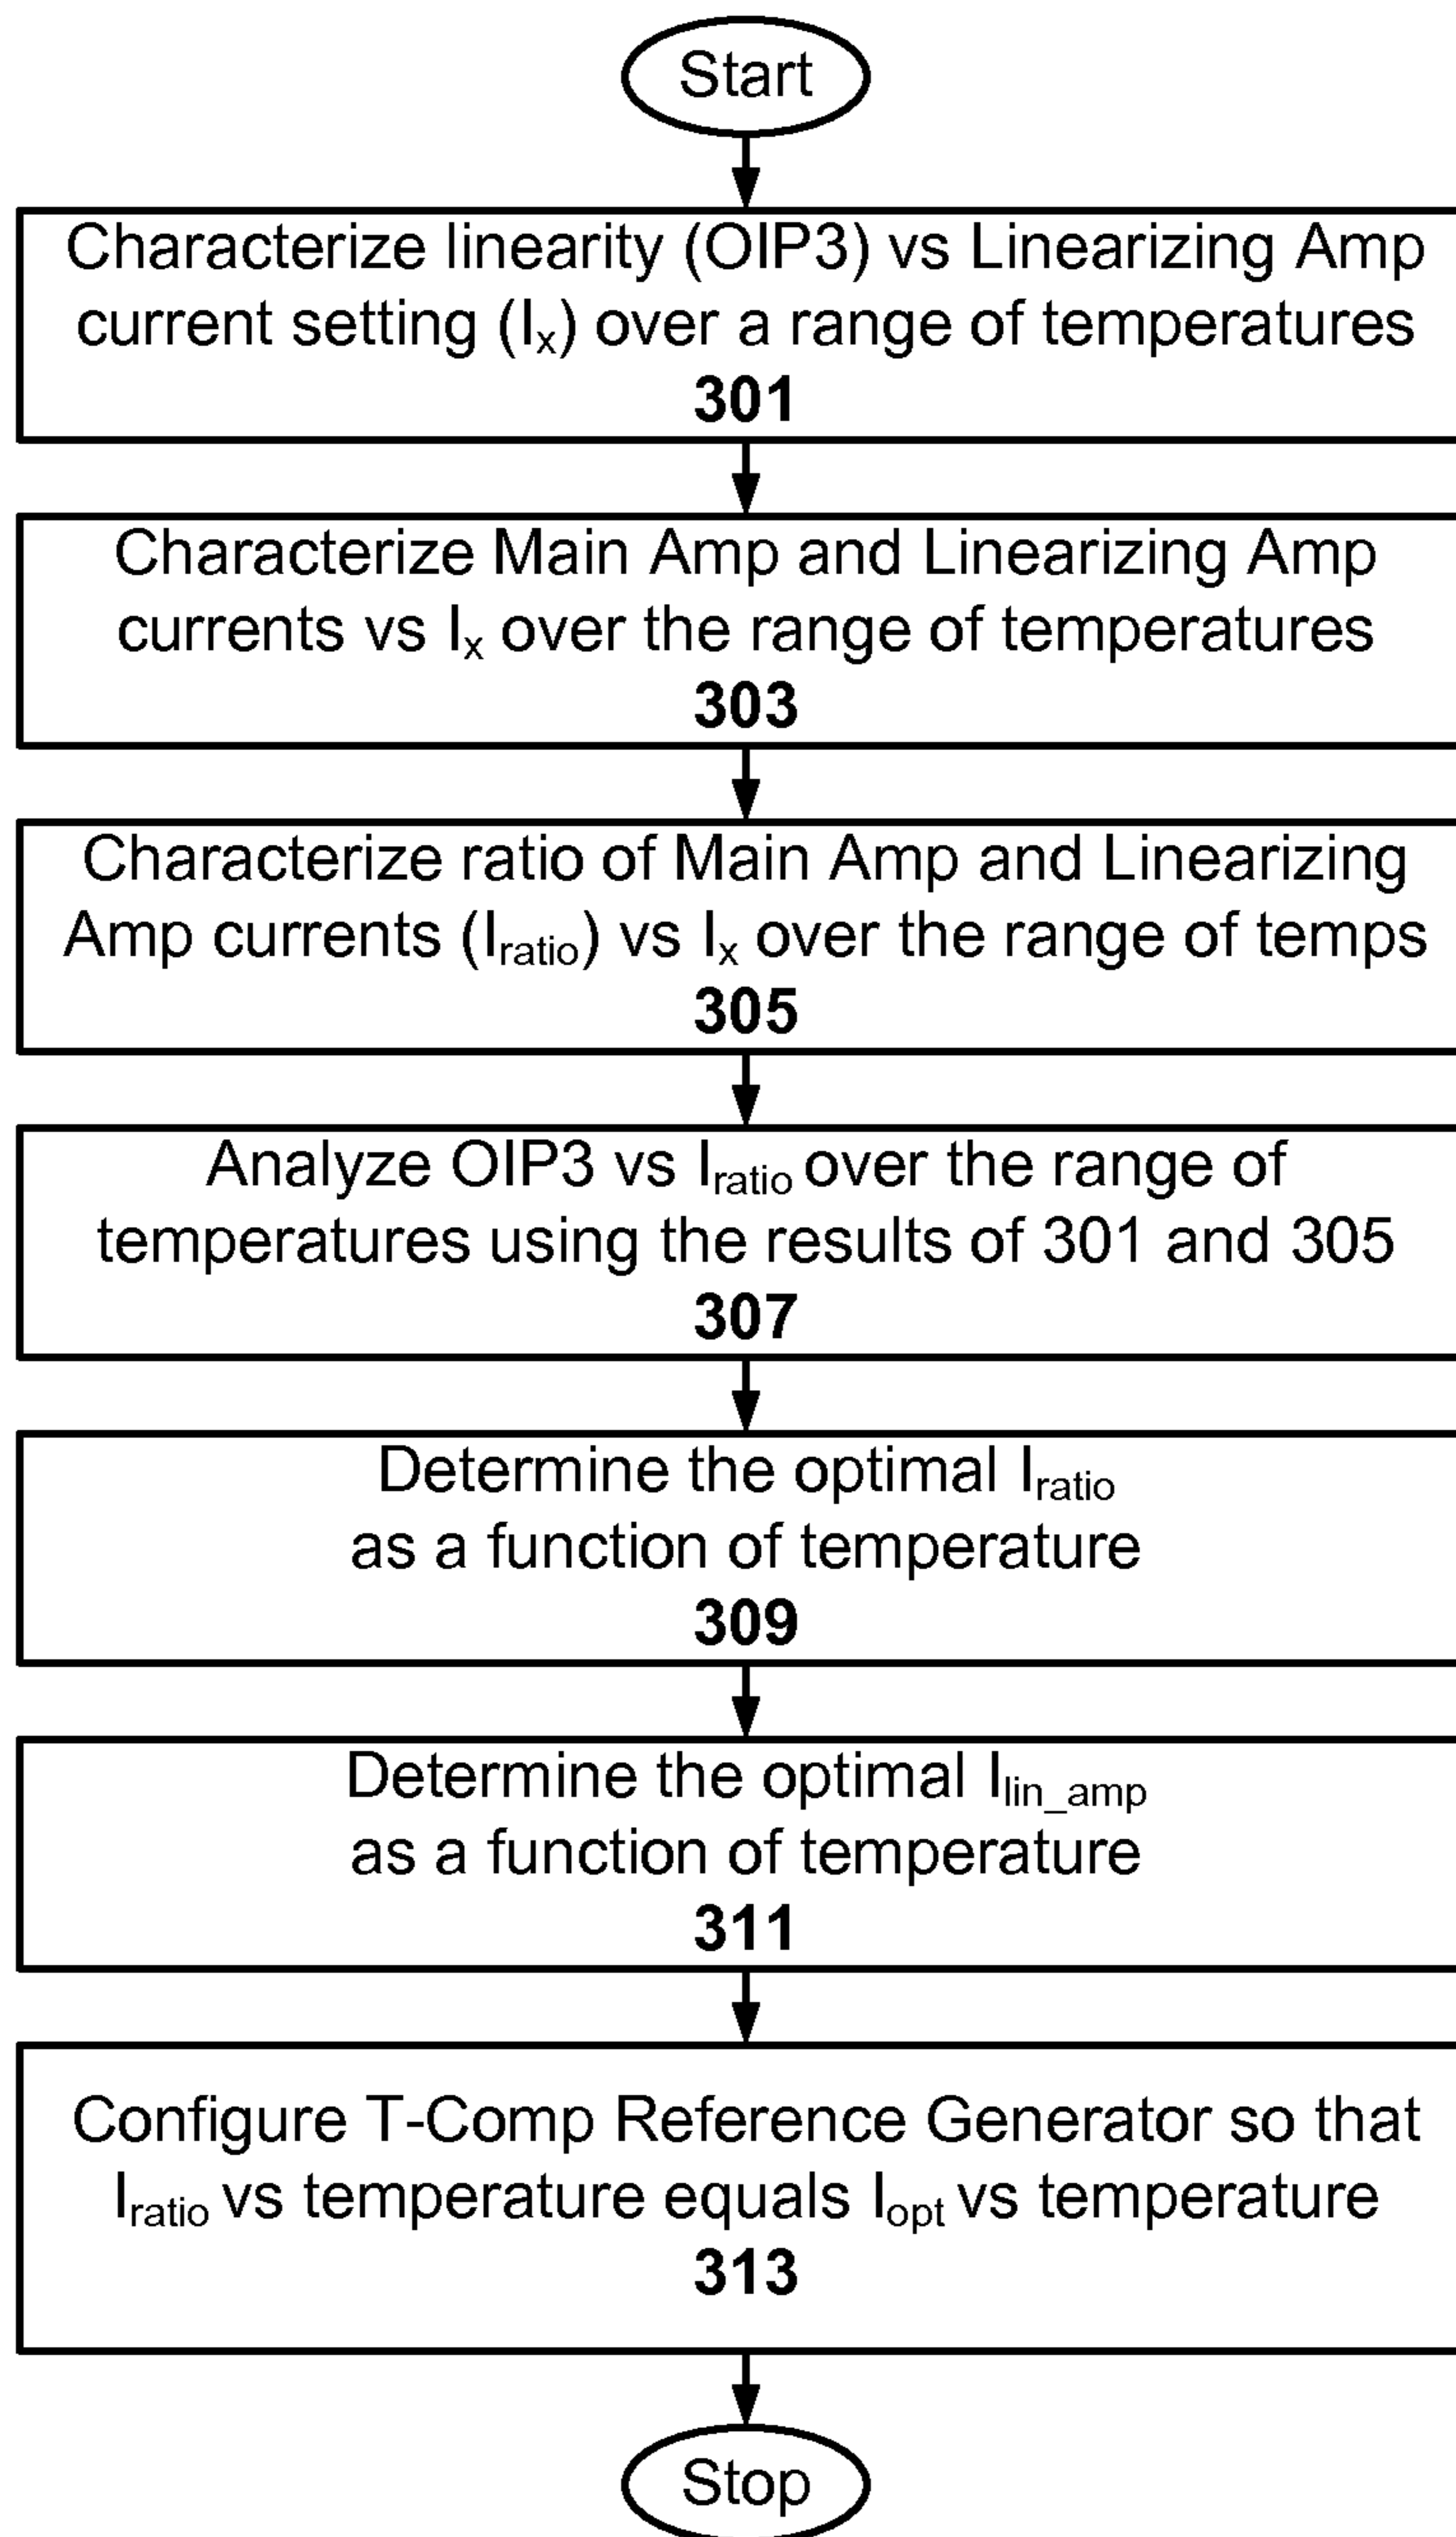 Start
Characterize linearity (OIP3) vs Linearizing Amp
current setting (Ix) over a range of temperatures
301
Characterize Main Amp and Linearizing Amp
currents vs Ix over the range of temperatures
303
Characterize ratio of Main Amp and Linearizing
Amp currents (Iratio) vs Ix over the range of temps
305
Analyze OIP3 vs Iratio over the range of
temperatures using the results of 301 and 305
307
Determine the optimal Iratio
as a function of temperature
309
Determine the optimal Ilin_amp
as a function of temperature
311
Configure T-Comp Reference Generator so that
Iratio vs temperature equals Iopt vs temperature
313
Stop